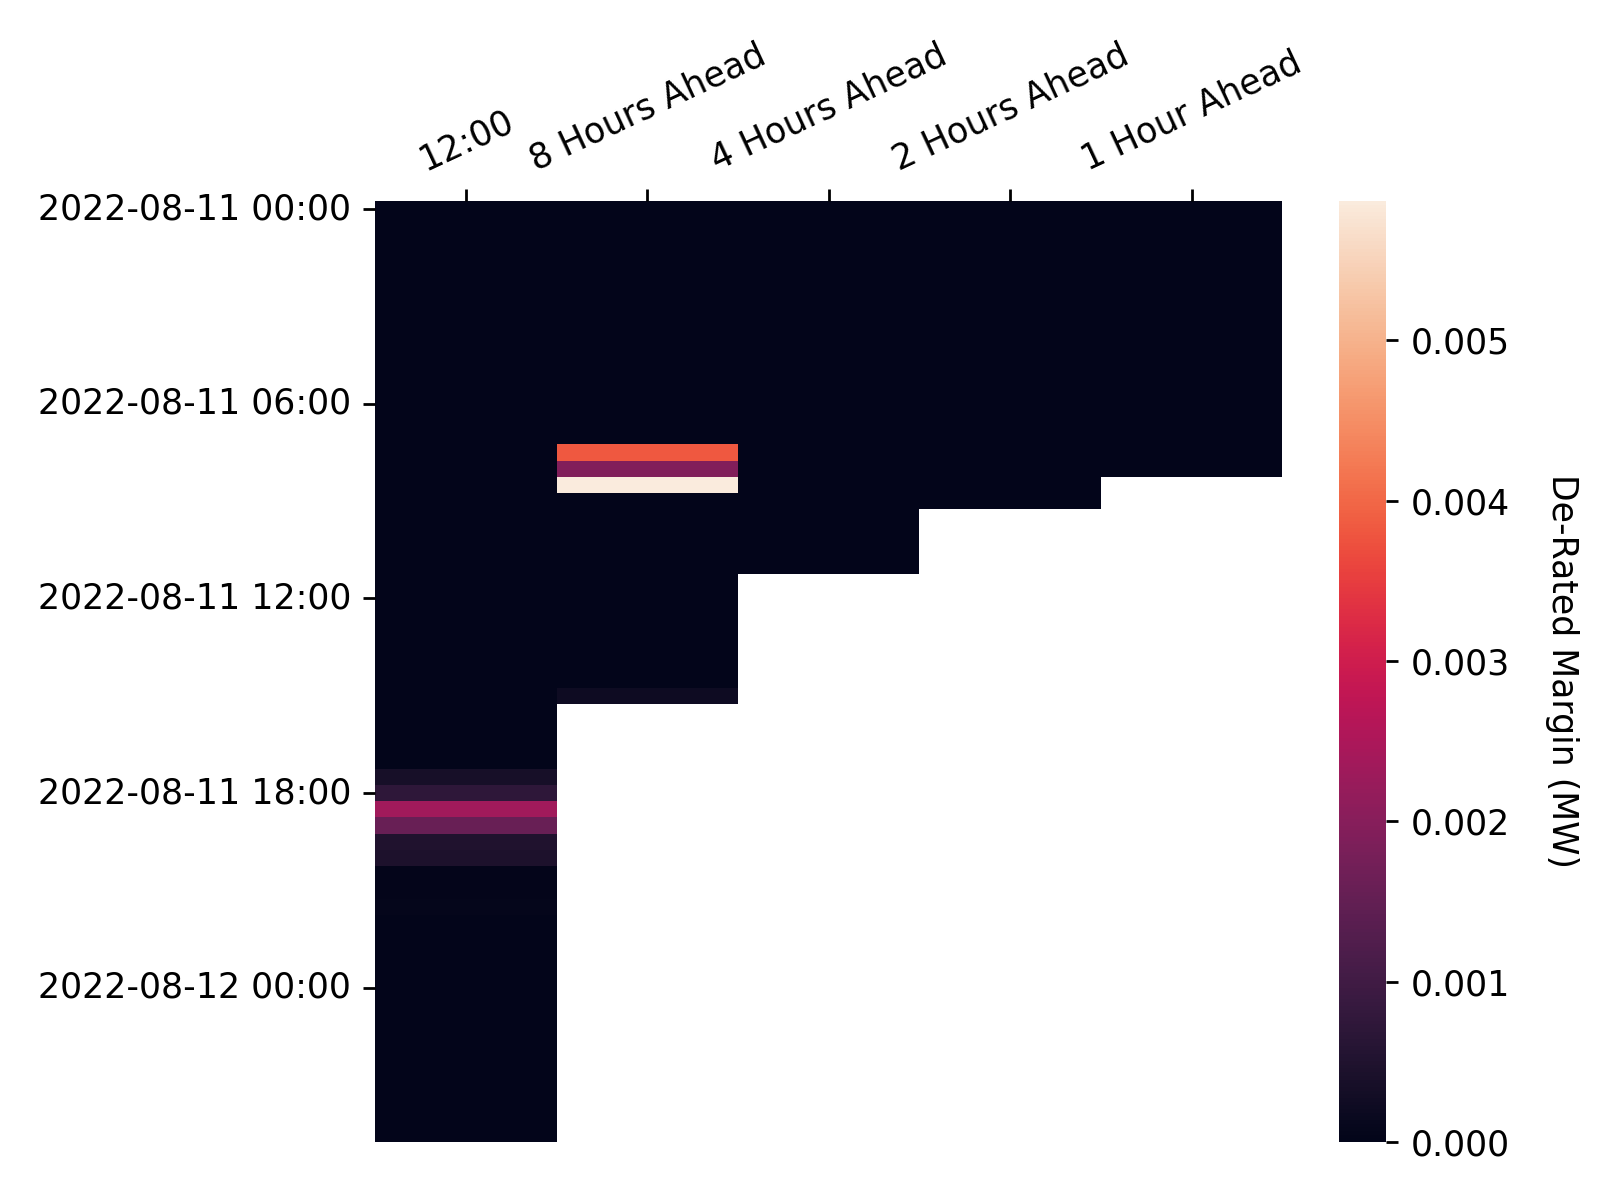 12:00
8 Hours Ahead
4 Hours Ahead
2 Hours Ahead
1 Hour Ahead
2022-08-11 00:00
2022-08-11 06:00
2022-08-11 12:00
2022-08-11 18:00
2022-08-12 00:00
0.005
0.004
0.003
0.002
0.001
0.000
De-Rated Margin (MW)